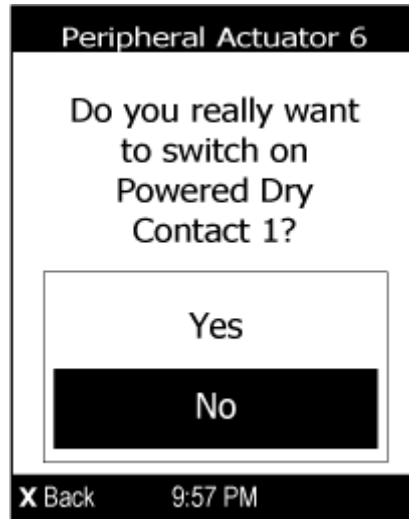 Peripheral Actuator 6
Do you really want
to switch on
Powered Dry
Contact 1?
Yes
No
X Back 9:57 PM